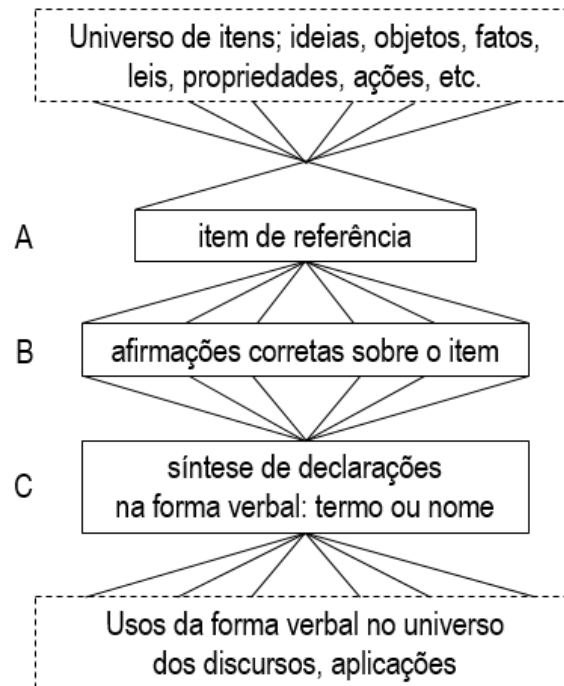 Universo de itens; ideias, objetos, fatos,
leis, propriedades, ações, etc.
A
item de referência
B
afirmações corretas sobre o item
C
síntese de declarações
na forma verbal: termo ou nome
Usos da forma verbal no universo
dos discursos, aplicações